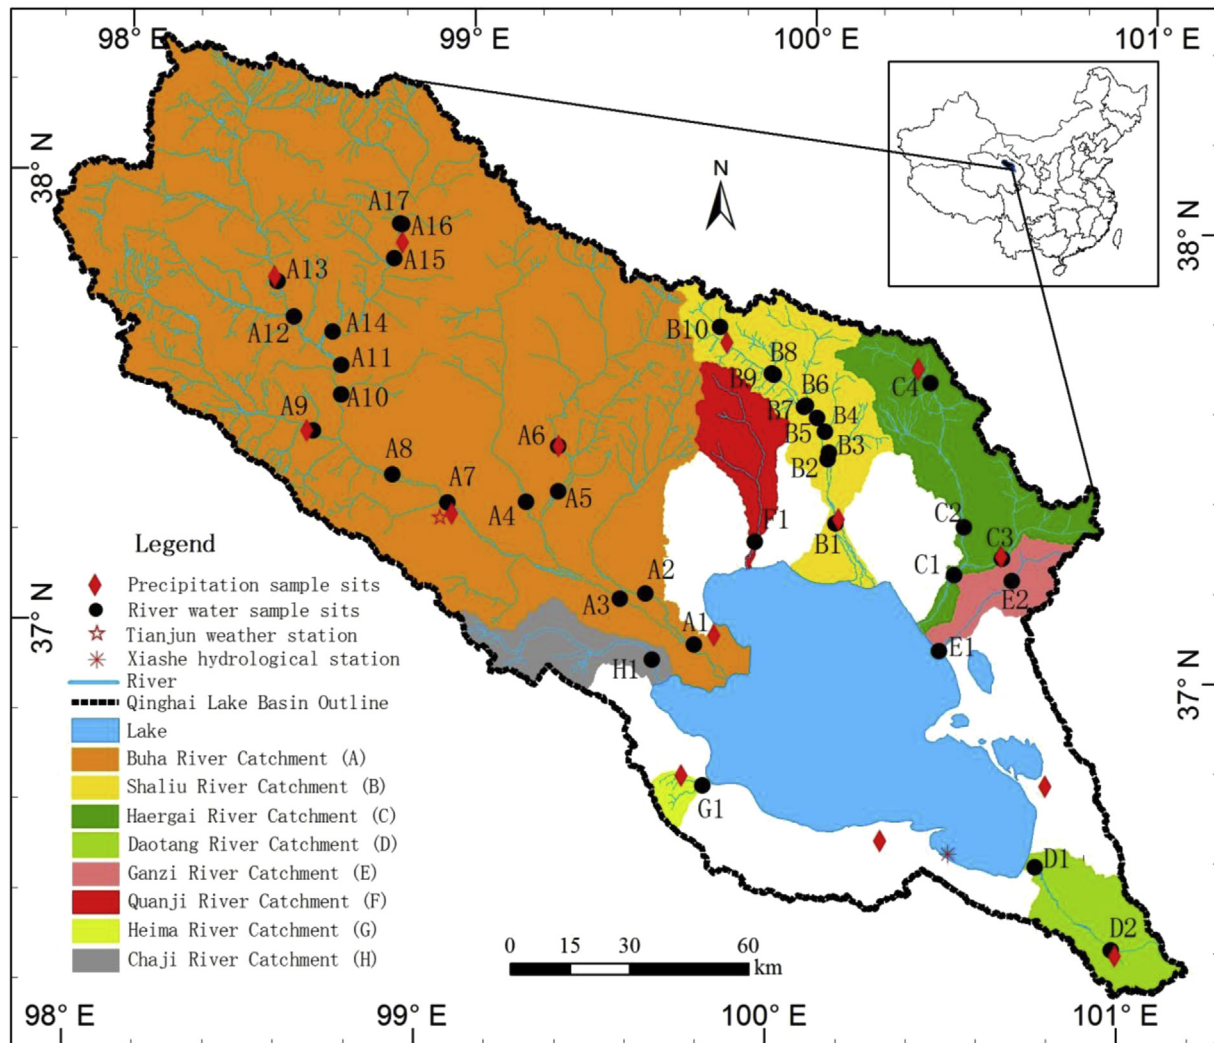 98° E 99° E 100° E 101° E
38° N
38° N
N
A17
A16
A15
A13
A12
A14
A11
A10
A9
A8
A7
A6
A5
A4
A3
A2
A1
B10
B8
B9
B6
B7
B4
B5
B3
B2
B1
C4
C2
C3
C1
F1
E2
E1
H1
G1
D1
D2
37° N
37° N
Legend
Precipitation sample sits
River water sample sits
Tianjun weather station
Xiashe hydrological station
River
Qinghai Lake Basin Outline
Lake
Buha River Catchment (A)
Shaliu River Catchment (B)
Haergai River Catchment (C)
Daotang River Catchment (D)
Ganzi River Catchment (E)
Quanji River Catchment (F)
Heima River Catchment (G)
Chaji River Catchment (H)
0 15 30 60
km
98° E 99° E 100° E 101° E